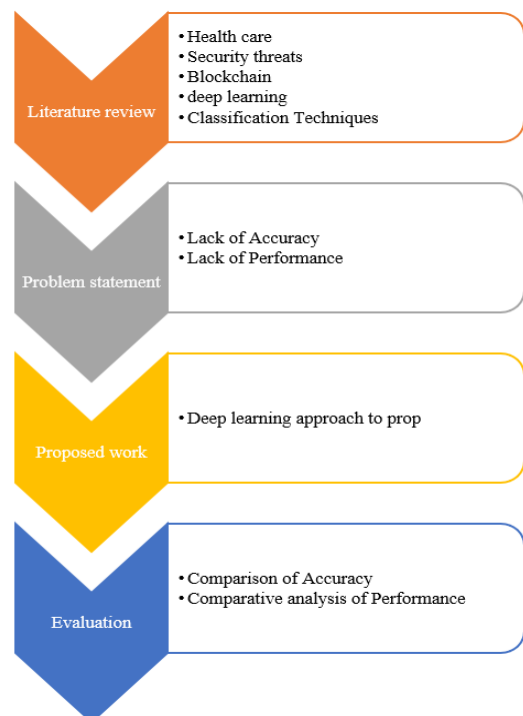 Literature review
• Health care
• Security threats
• Blockchain
• deep learning
• Classification Techniques
Problem statement
• Lack of Accuracy
• Lack of Performance
Proposed work
• Deep learning approach to prop
Evaluation
• Comparison of Accuracy
• Comparative analysis of Performance